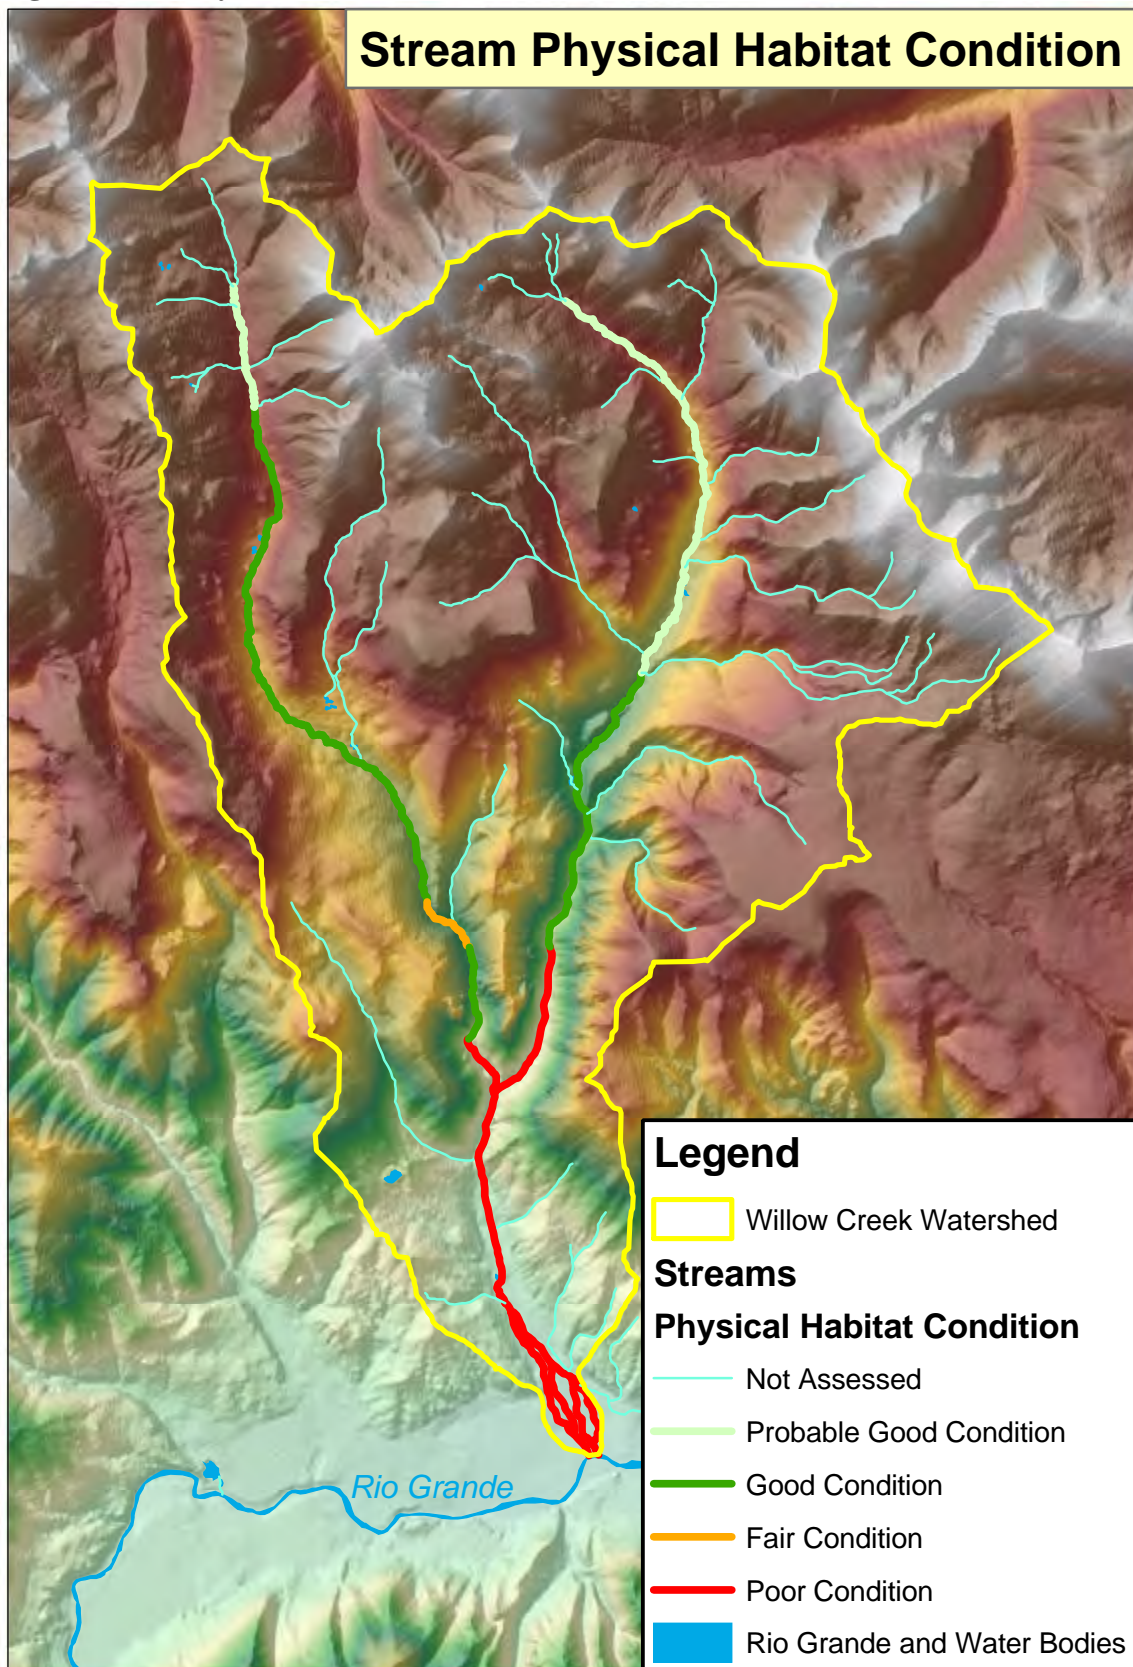 Stream Physical Habitat Condition
Rio Grande
Legend
Willow Creek Watershed
Streams
Physical Habitat Condition
Not Assessed
Probable Good Condition
Good Condition
Fair Condition
Poor Condition
Rio Grande and Water Bodies